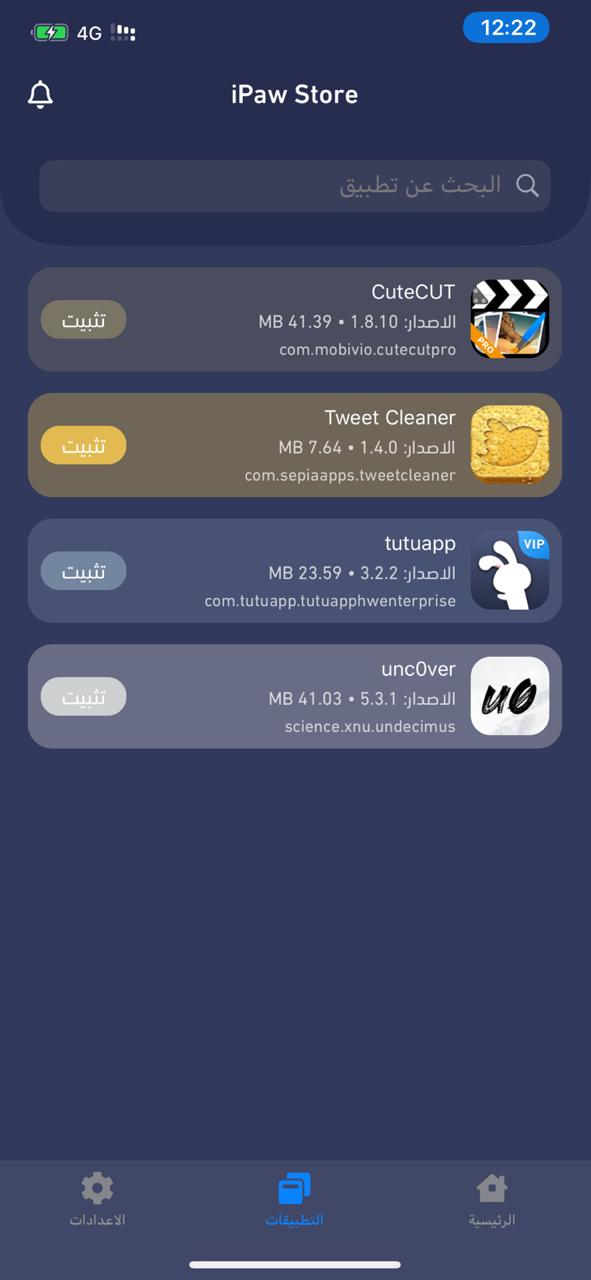 12:22
4G
iPaw Store
البحث عن تطبيق
CuteCUT
الاصدار: 1.8.10 • 41.39 MB
com.mobivio.cutecutpro
تثبيت
PRO
Tweet Cleaner
الاصدار: 1.4.0 • 7.64 MB
com.sepiaapps.tweetcleaner
تثبيت
tutuapp
الاصدار: 3.2.2 • 23.59 MB
com.tutuapp.tutuapphwenterprise
تثبيت
VIP
unc0ver
الاصدار: 5.3.1 • 41.03 MB
science.xnu.undecimus
تثبيت
u0
الرئيسية
التطبيقات
الاعدادات